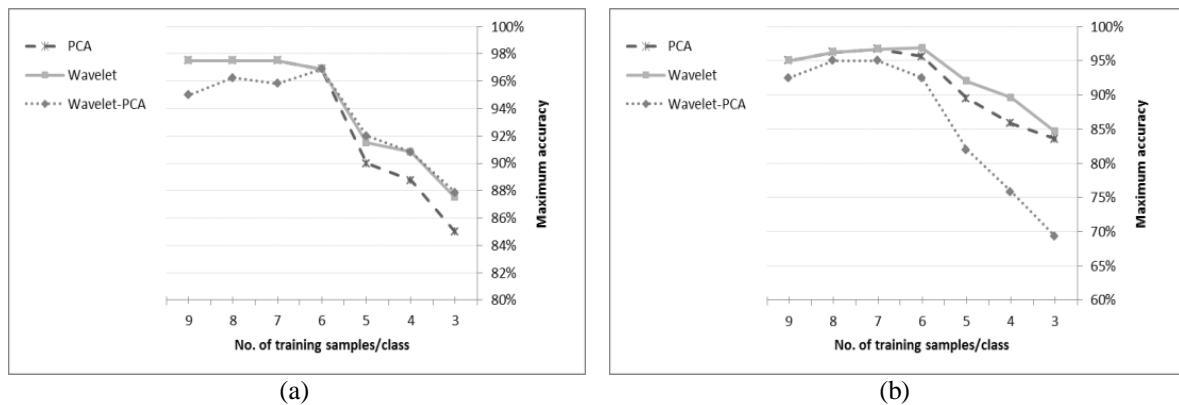 PCA
Wavelet
Wavelet-PCA
100%
98%
96%
94%
92%
90%
88%
86%
84%
82%
80%
Maximum accuracy
9 8 7 6 5 4 3
No. of training samples/class
(a)
PCA
Wavelet
Wavelet-PCA
100%
95%
90%
85%
80%
75%
70%
65%
60%
Maximum accuracy
9 8 7 6 5 4 3
No. of training samples/class
(b)